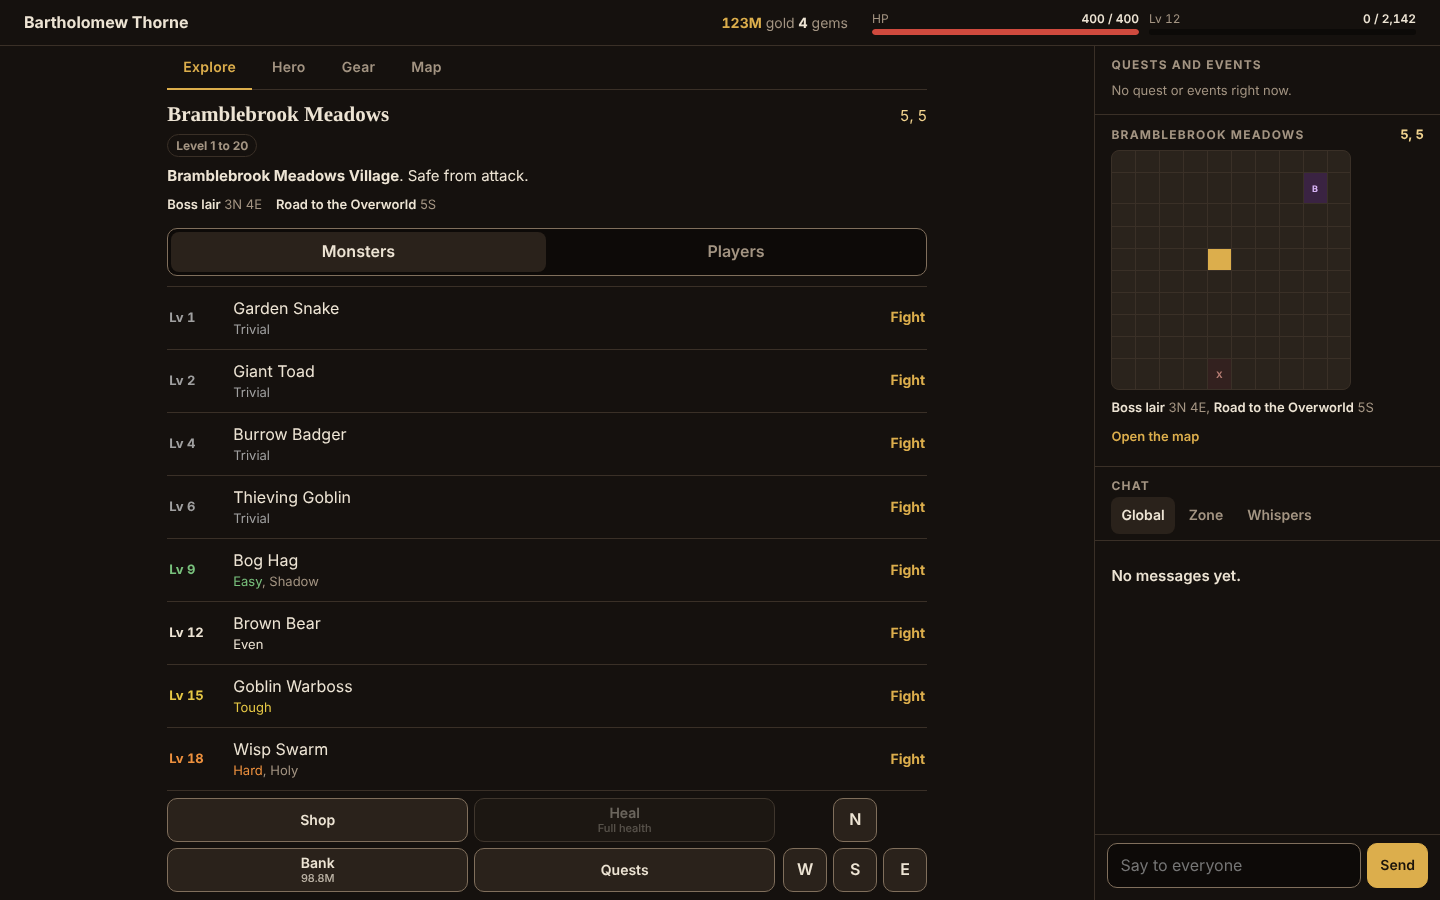 Bartholomew Thorne
123M gold 4 gems
HP 400 / 400
Lv 12 0 / 2,142
Explore Hero Gear Map
Bramblebrook Meadows 5, 5
Level 1 to 20
Bramblebrook Meadows Village. Safe from attack.
Boss lair 3N 4E Road to the Overworld 5S
Monsters Players
Lv 1 Garden Snake Fight
Trivial
Lv 2 Giant Toad Fight
Trivial
Lv 4 Burrow Badger Fight
Trivial
Lv 6 Thieving Goblin Fight
Trivial
Lv 9 Bog Hag Fight
Easy, Shadow
Lv 12 Brown Bear Fight
Even
Lv 15 Goblin Warboss Fight
Tough
Lv 18 Wisp Swarm Fight
Hard, Holy
Shop
Heal
Full health
N
Bank
98.8M
Quests
W S E
QUESTS AND EVENTS
No quest or events right now.
BRAMBLEBROOK MEADOWS 5, 5
B
X
Boss lair 3N 4E, Road to the Overworld 5S
Open the map
CHAT
Global Zone Whispers
No messages yet.
Say to everyone Send